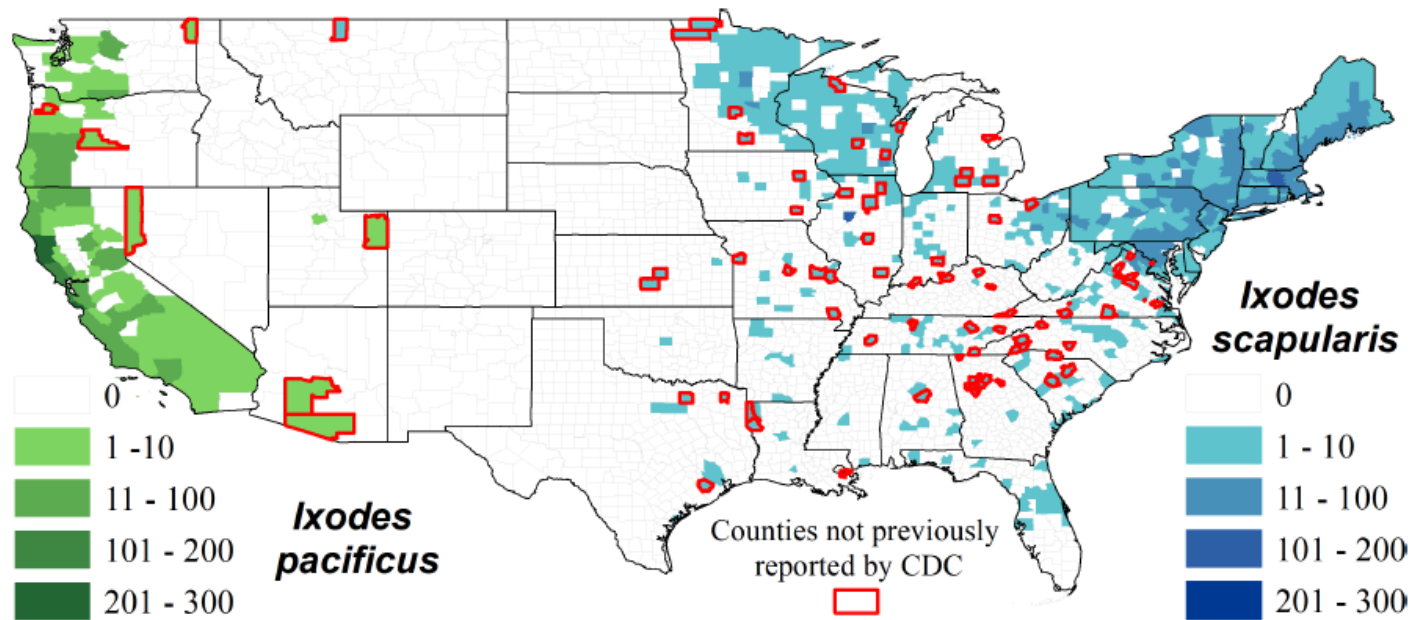 0
1 -10
11 - 100
101 - 200
201 - 300
Ixodes
pacificus
Counties not previously
reported by CDC
Ixodes
scapularis
0
1 - 10
11 - 100
101 - 200
201 - 300